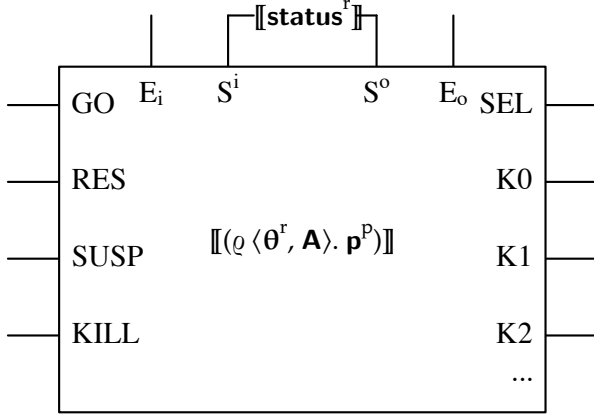 ⟦status^r⟧
E_i S^i S^o E_o
GO SEL
RES K0
⟦(ϱ ⟨θ^r, A⟩. p^p)⟧
SUSP K1
KILL K2
...